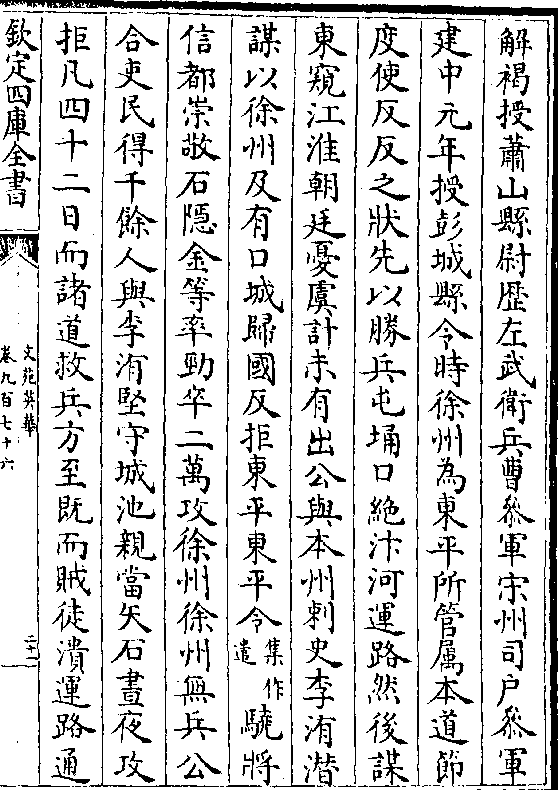 解褐授蕭山縣尉歴左武衛兵曹叅軍宋州司户叅軍
建中元年授彭城縣令時徐州為東平所管属本道節
度使反反之狀先以勝兵屯埇口絶汴河運路然後謀
東窺江淮朝廷憂虞計未有出公與本州刺史李洧潜
謀以徐州及有口城歸國反拒東平東平令集作遣驍將
信都崇敬石隠金等率勁卒二萬攻徐州徐州無兵公
合吏民得千餘人與李洧堅守城池親當矢石晝夜攻
拒凡四十二日而諸道救兵方至既而賊徒潰運路通
欽定四庫全書
文苑英華
卷九百七十六
二十一